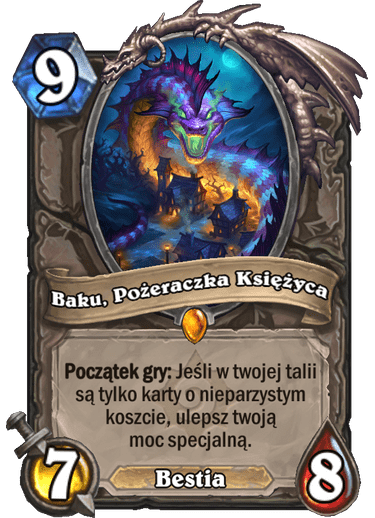 9
Baku, Pożeraczka Księżyca
Początek gry: Jeśli w twojej talii
są tylko karty o nieparzystym
koszcie, ulepsz twoją
moc specjalną.
7
Bestia
8